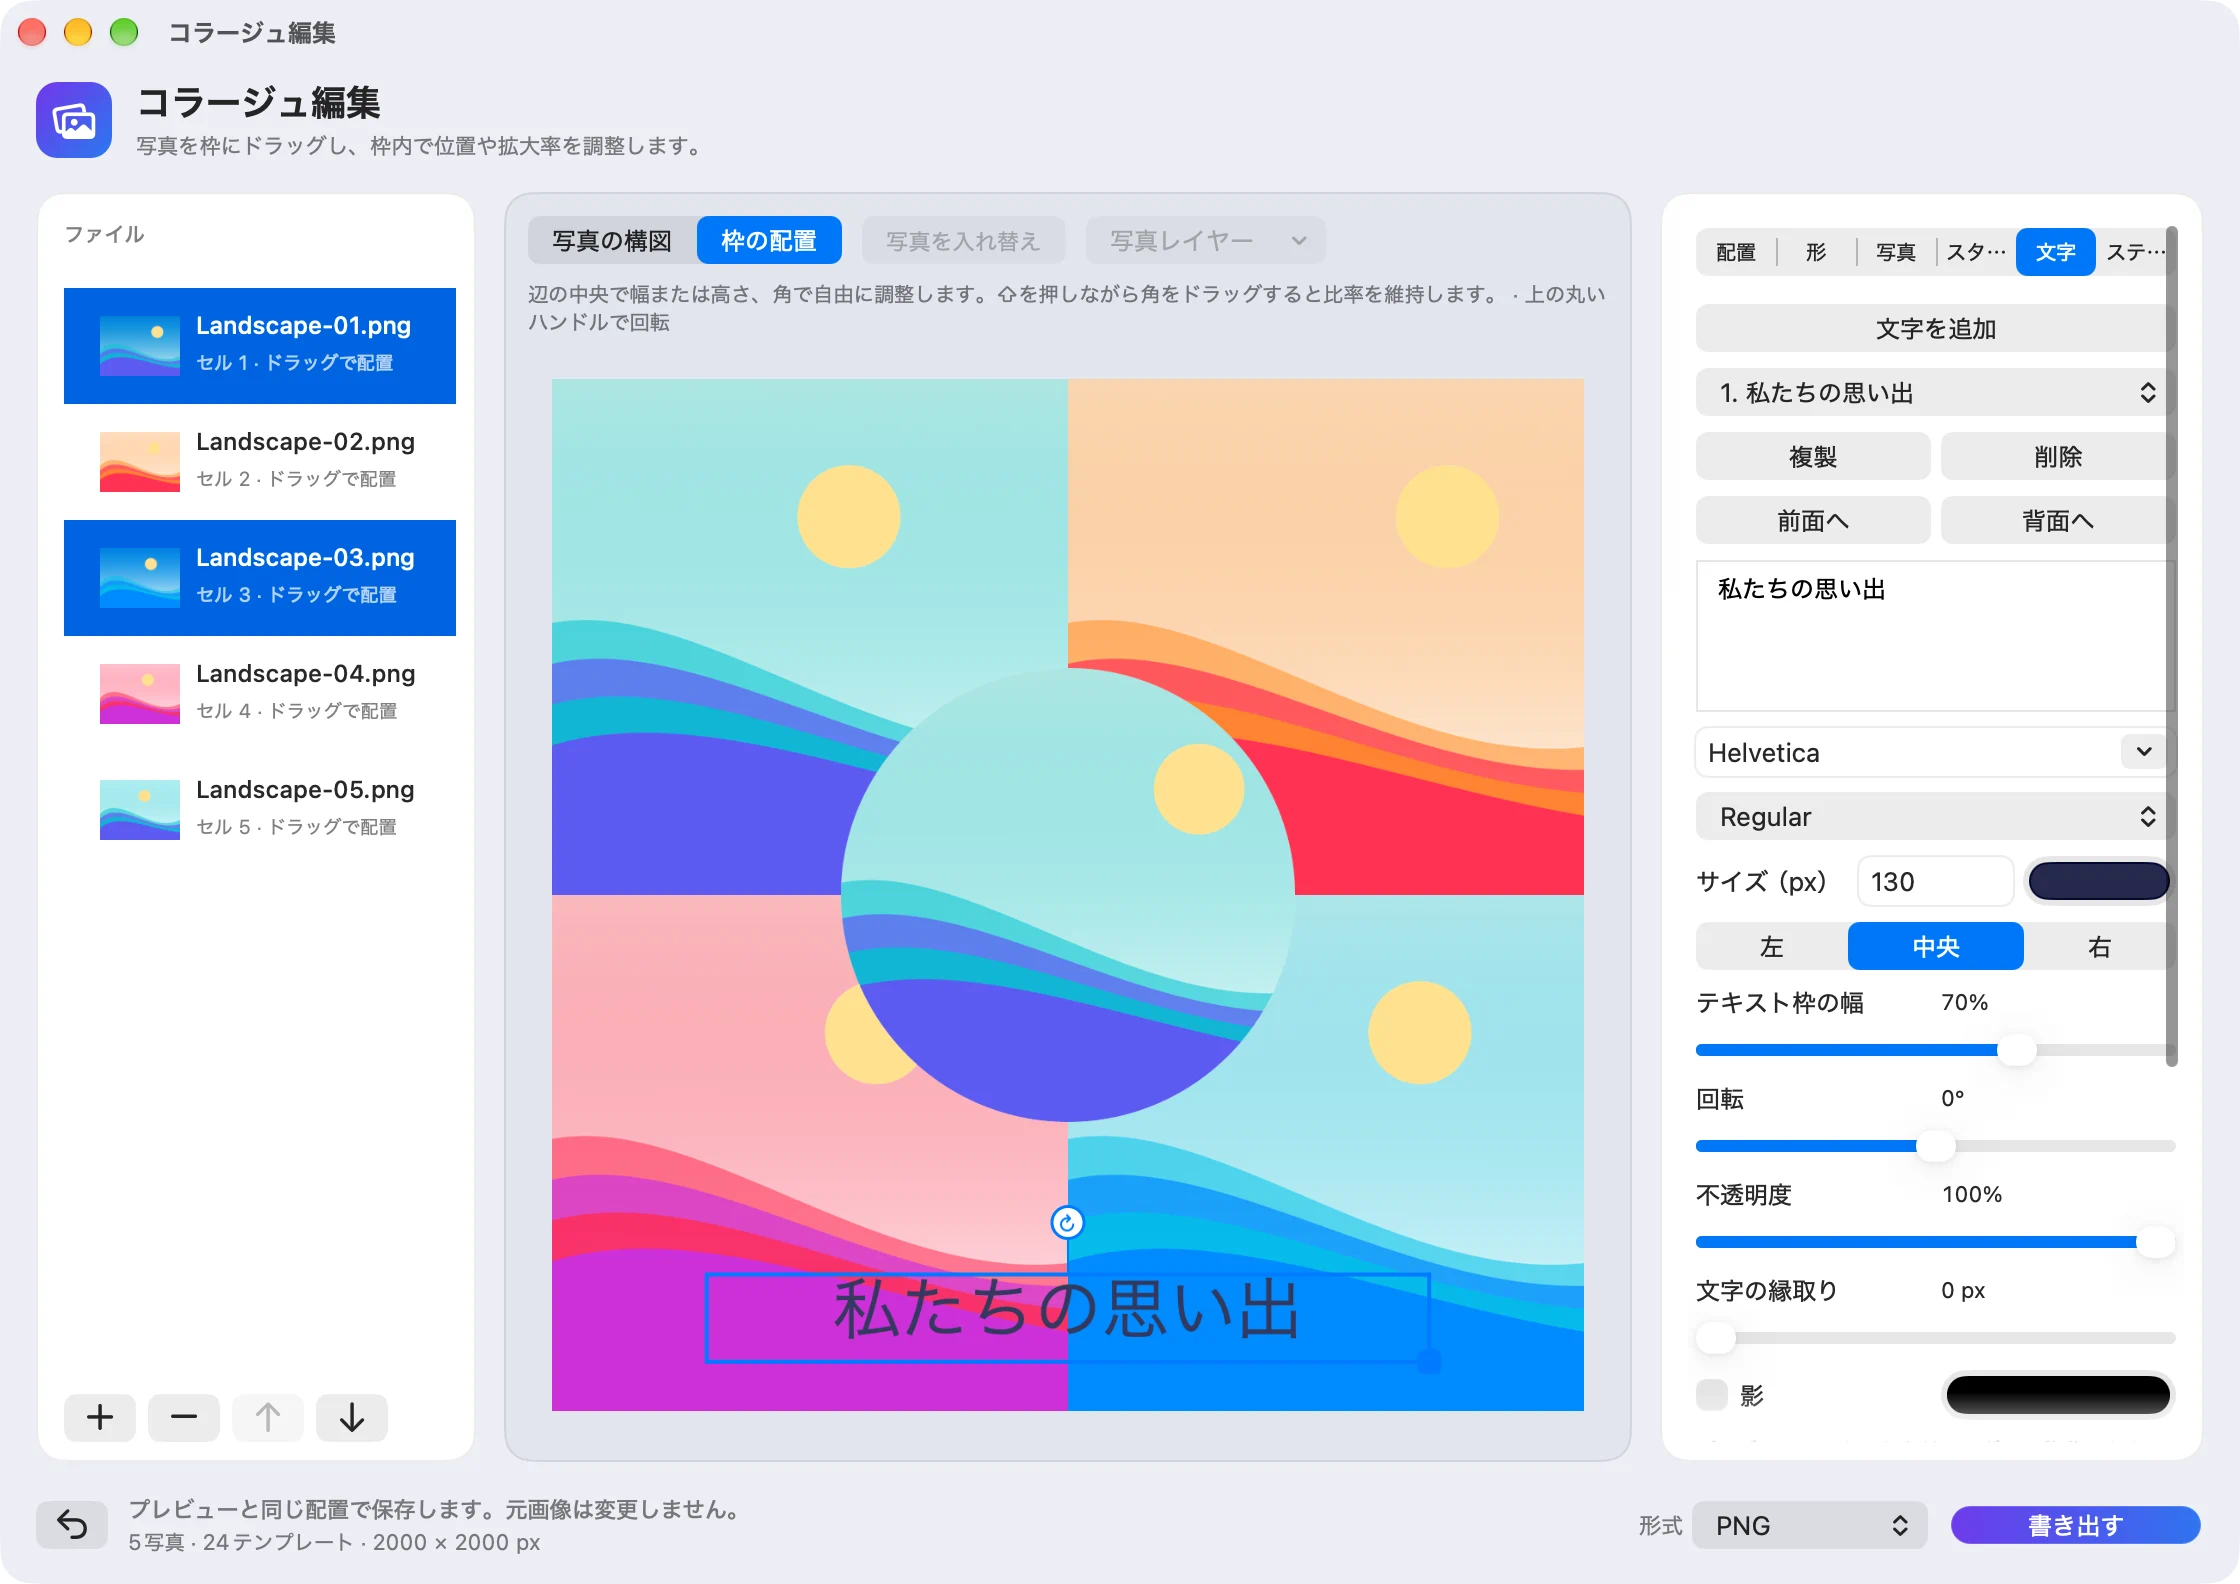 コラージュ編集
コラージュ編集
写真を枠にドラッグし、枠内で位置や拡大率を調整します。
ファイル
Landscape-01.png
セル 1 · ドラッグで配置
Landscape-02.png
セル 2 · ドラッグで配置
Landscape-03.png
セル 3 · ドラッグで配置
Landscape-04.png
セル 4 · ドラッグで配置
Landscape-05.png
セル 5 · ドラッグで配置
写真の構図 枠の配置 写真を入れ替え 写真レイヤー
辺の中央で幅または高さ、角で自由に調整します。⇧を押しながら角をドラッグすると比率を維持します。 · 上の丸い
ハンドルで回転
私たちの思い出
配置 形 写真 スタ… 文字 ステ…
文字を追加
1. 私たちの思い出
複製 削除
前面へ 背面へ
私たちの思い出
Helvetica
Regular
サイズ（px） 130
左 中央 右
テキスト枠の幅 70%
回転 0°
不透明度 100%
文字の縁取り 0 px
影
プレビューと同じ配置で保存します。元画像は変更しません。
5写真 · 24テンプレート · 2000 × 2000 px
形式 PNG 書き出す